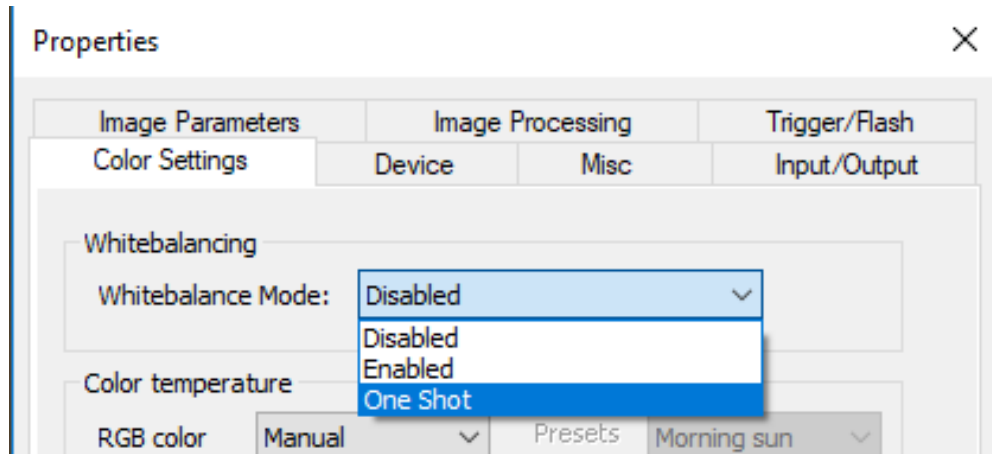 Properties
Image Parameters Image Processing Trigger/Flash
Color Settings Device Misc Input/Output
Whitebalancing
Whitebalance Mode: Disabled
Disabled
Enabled
One Shot
Color temperature
RGB color Manual Presets Morning sun